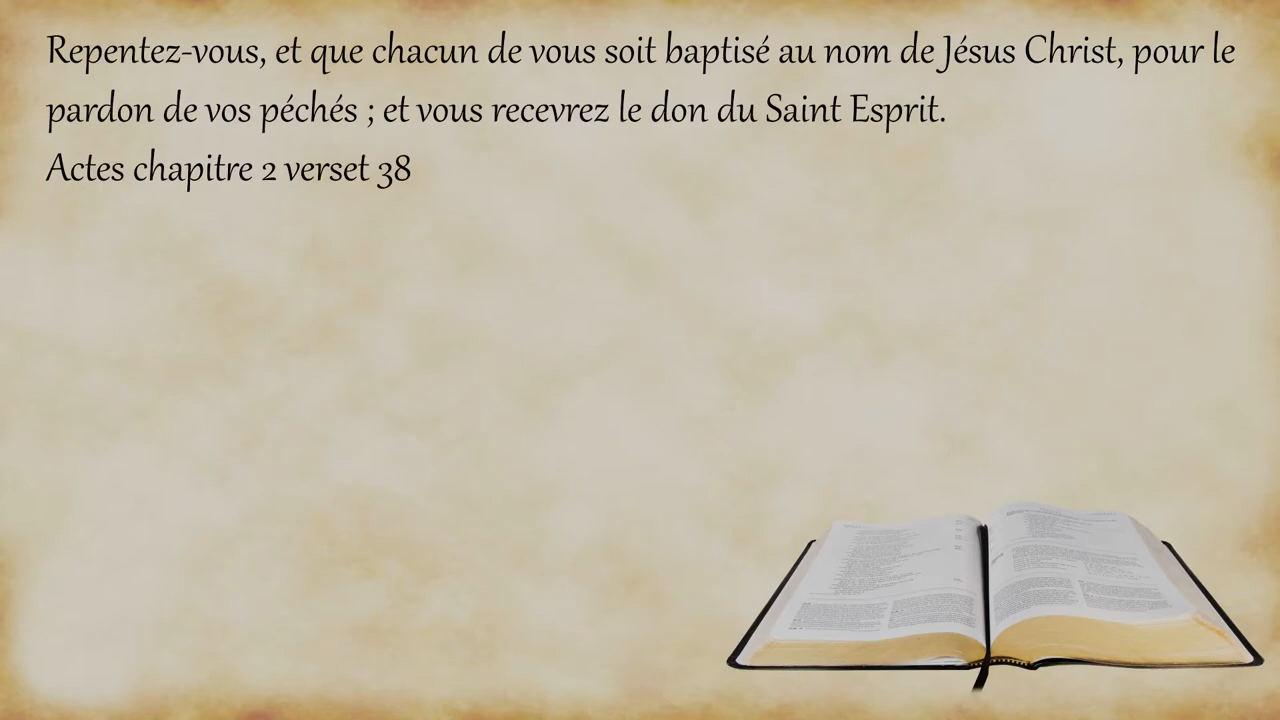 Repentez-vous, et que chacun de vous soit baptisé au nom de Jésus Christ, pour le
pardon de vos péchés ; et vous recevrez le don du Saint Esprit.
Actes chapitre 2 verset 38